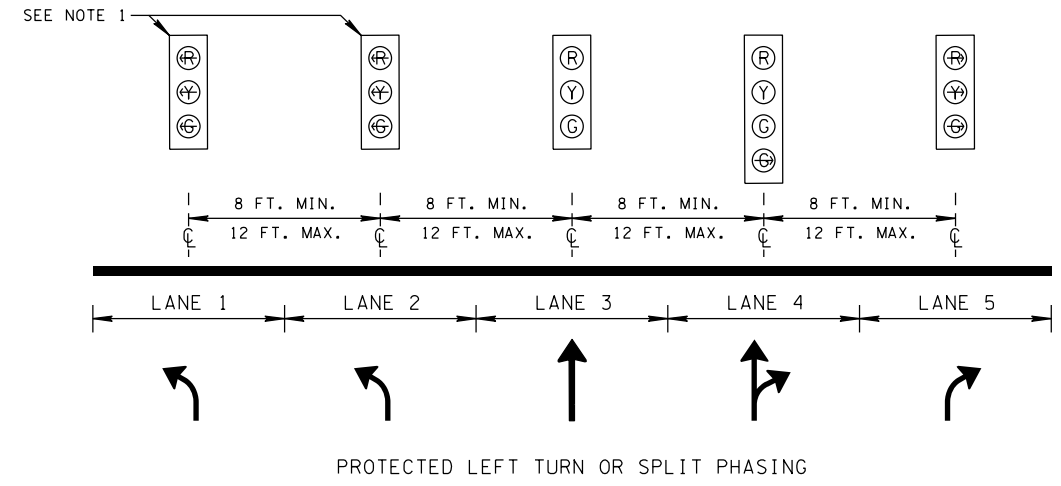 SEE NOTE 1
R R R R R
Y Y Y Y Y
G G G G G
G
8 FT. MIN. 8 FT. MIN. 8 FT. MIN. 8 FT. MIN.
12 FT. MAX. 12 FT. MAX. 12 FT. MAX. 12 FT. MAX.
℄ ℄ ℄ ℄ ℄
LANE 1 LANE 2 LANE 3 LANE 4 LANE 5
PROTECTED LEFT TURN OR SPLIT PHASING